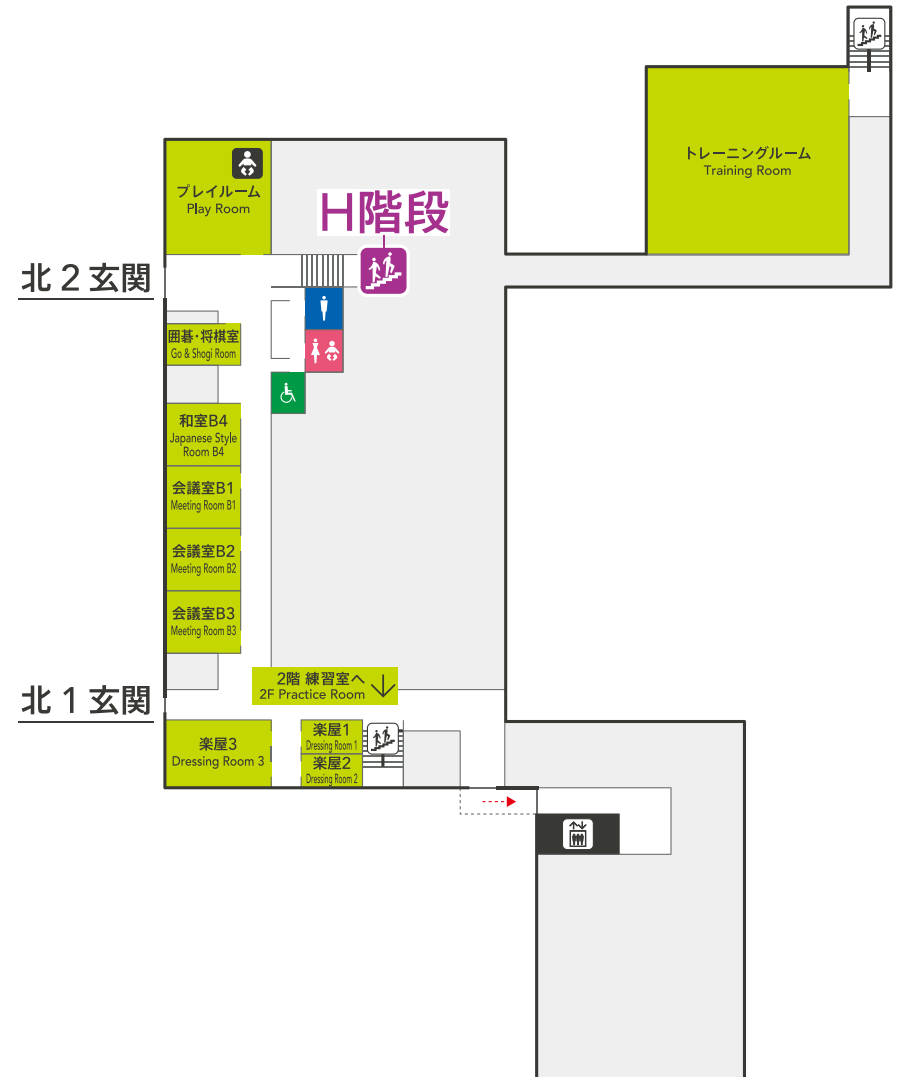 トレーニングルーム
Training Room
プレイルーム
Play Room
H階段
北2玄関
囲碁・将棋室
Go & Shogi Room
和室B4
Japanese Style
Room B4
会議室B1
Meeting Room B1
会議室B2
Meeting Room B2
会議室B3
Meeting Room B3
2階 練習室へ
2F Practice Room
北1玄関
楽屋3
Dressing Room 3
楽屋1
Dressing Room 1
楽屋2
Dressing Room 2